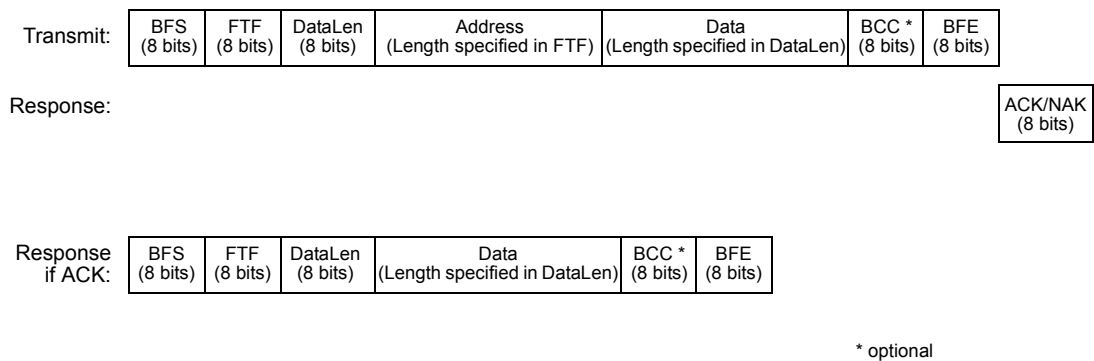 Transmit:
BFS
(8 bits)
FTF
(8 bits)
DataLen
(8 bits)
Address
(Length specified in FTF)
Data
(Length specified in DataLen)
BCC *
(8 bits)
BFE
(8 bits)
Response:
ACK/NAK
(8 bits)
Response
if ACK:
BFS
(8 bits)
FTF
(8 bits)
DataLen
(8 bits)
Data
(Length specified in DataLen)
BCC *
(8 bits)
BFE
(8 bits)
* optional